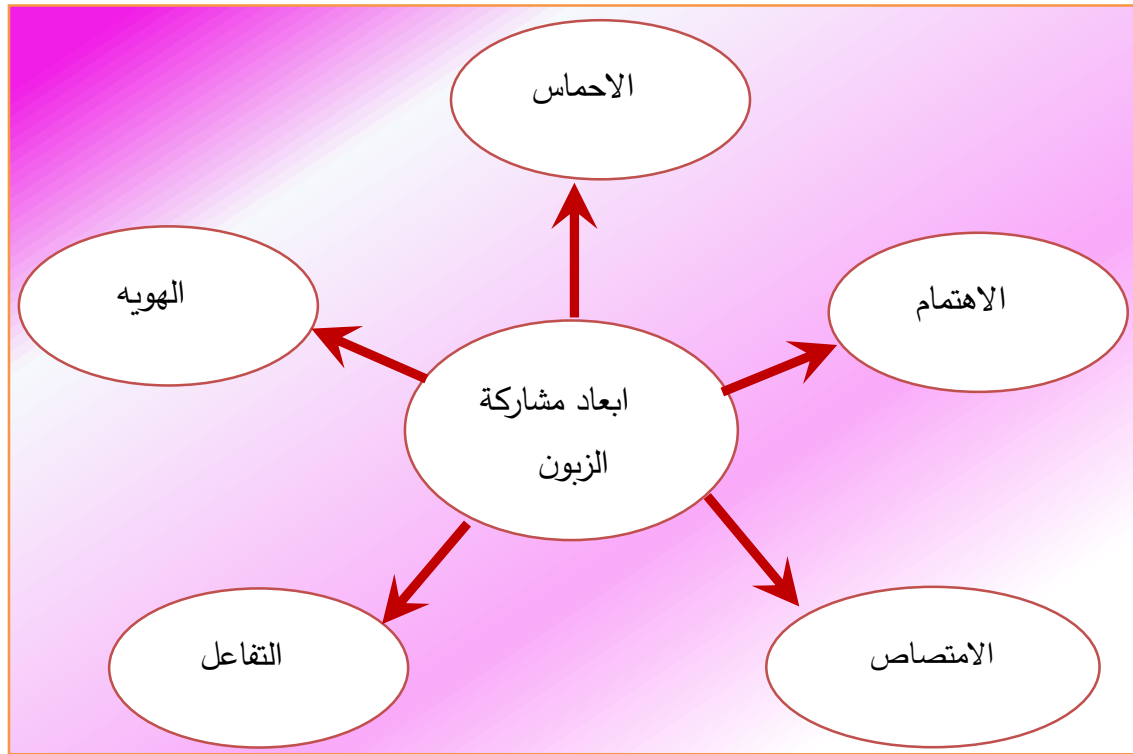 الاحماس
الهويه
الاهتمام
ابعاد مشاركة
الزبون
التفاعل
الامتصاص